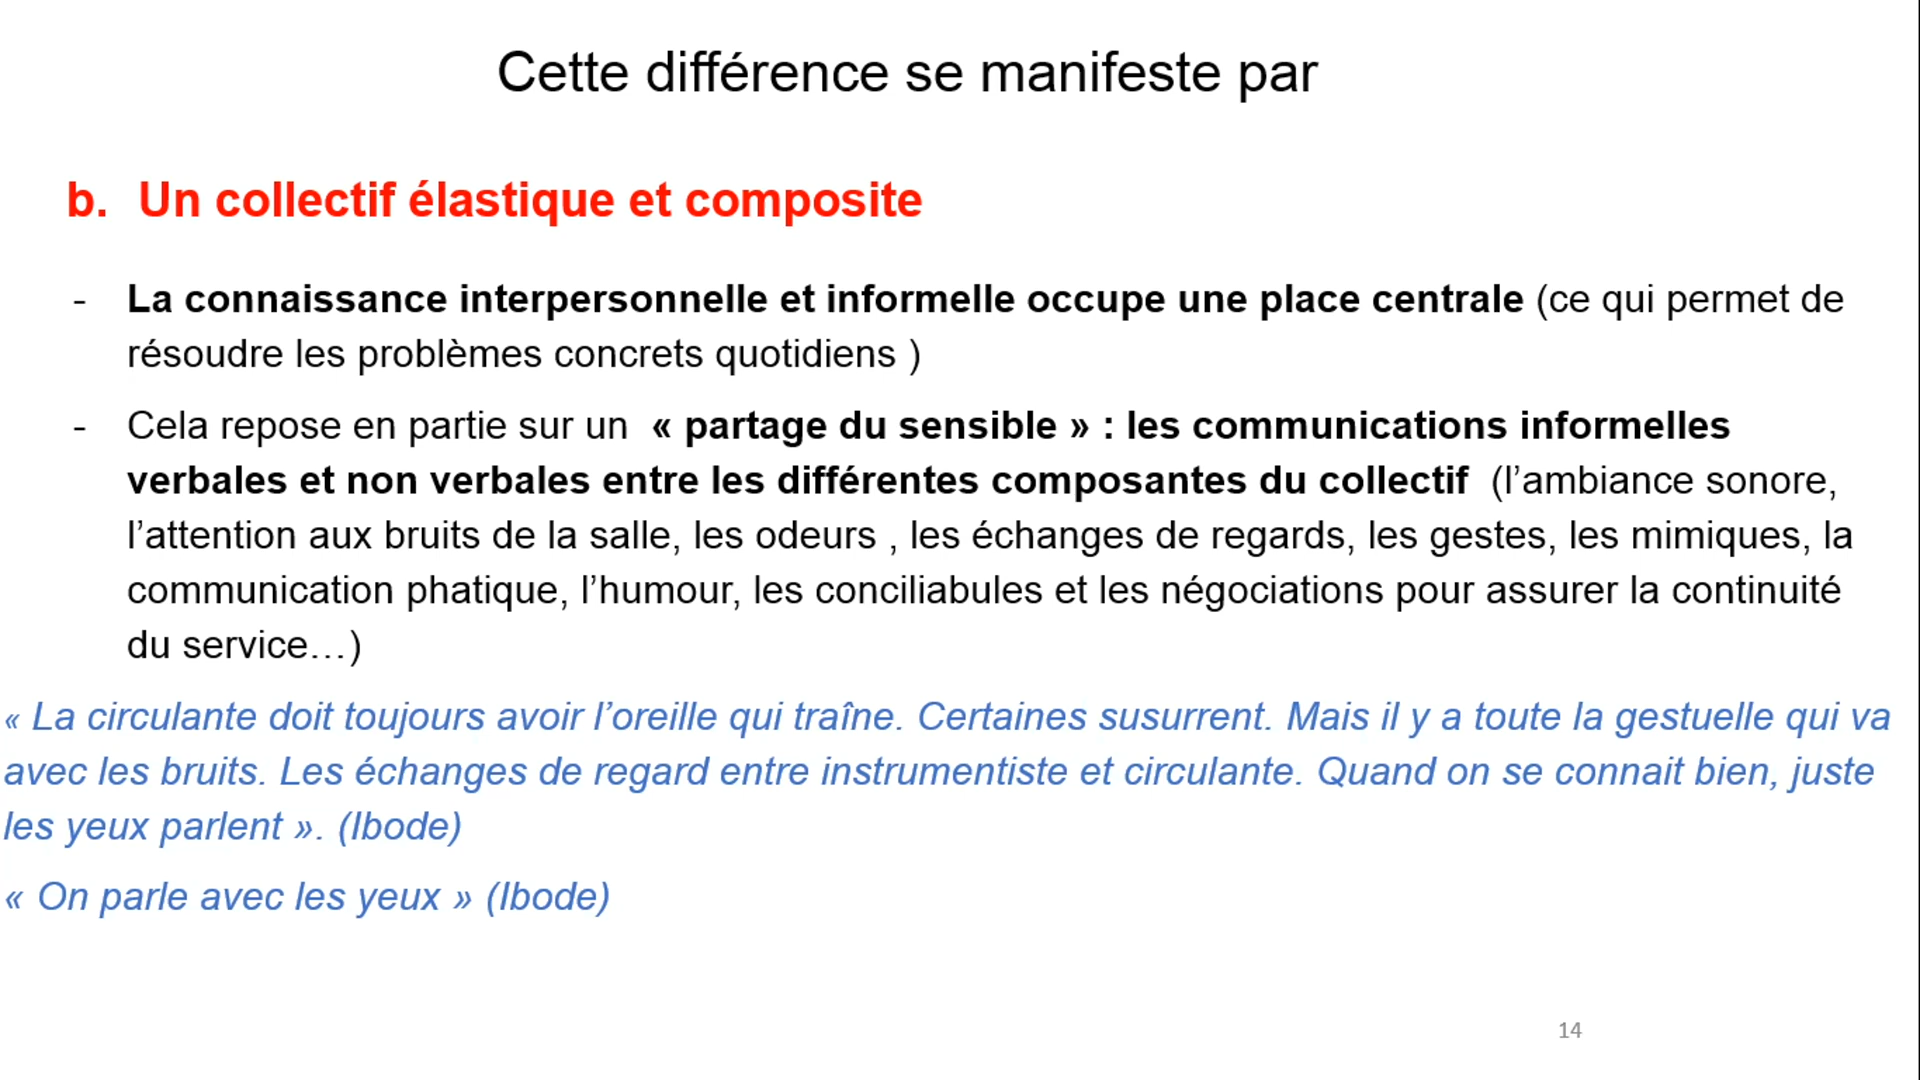 Cette différence se manifeste par
b. Un collectif élastique et composite
- La connaissance interpersonnelle et informelle occupe une place centrale (ce qui permet de
résoudre les problèmes concrets quotidiens )
- Cela repose en partie sur un « partage du sensible » : les communications informelles
verbales et non verbales entre les différentes composantes du collectif (l’ambiance sonore,
l’attention aux bruits de la salle, les odeurs , les échanges de regards, les gestes, les mimiques, la
communication phatique, l’humour, les conciliabules et les négociations pour assurer la continuité
du service…)
« La circulante doit toujours avoir l’oreille qui traîne. Certaines susurrent. Mais il y a toute la gestuelle qui va
avec les bruits. Les échanges de regard entre instrumentiste et circulante. Quand on se connait bien, juste
les yeux parlent ». (Ibode)
« On parle avec les yeux » (Ibode)
14